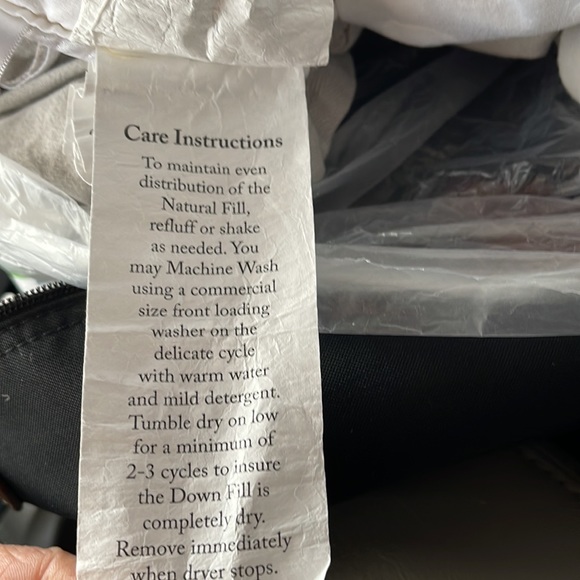 Care Instructions
To maintain even
distribution of the
Natural Fill,
refluff or shake
as needed. You
may Machine Wash
using a commercial
size front loading
washer on the
delicate cycle
with warm water
and mild detergent.
Tumble dry on low
for a minimum of
2-3 cycles to insure
the Down Fill is
completely dry.
Remove immediately
when dryer stops.